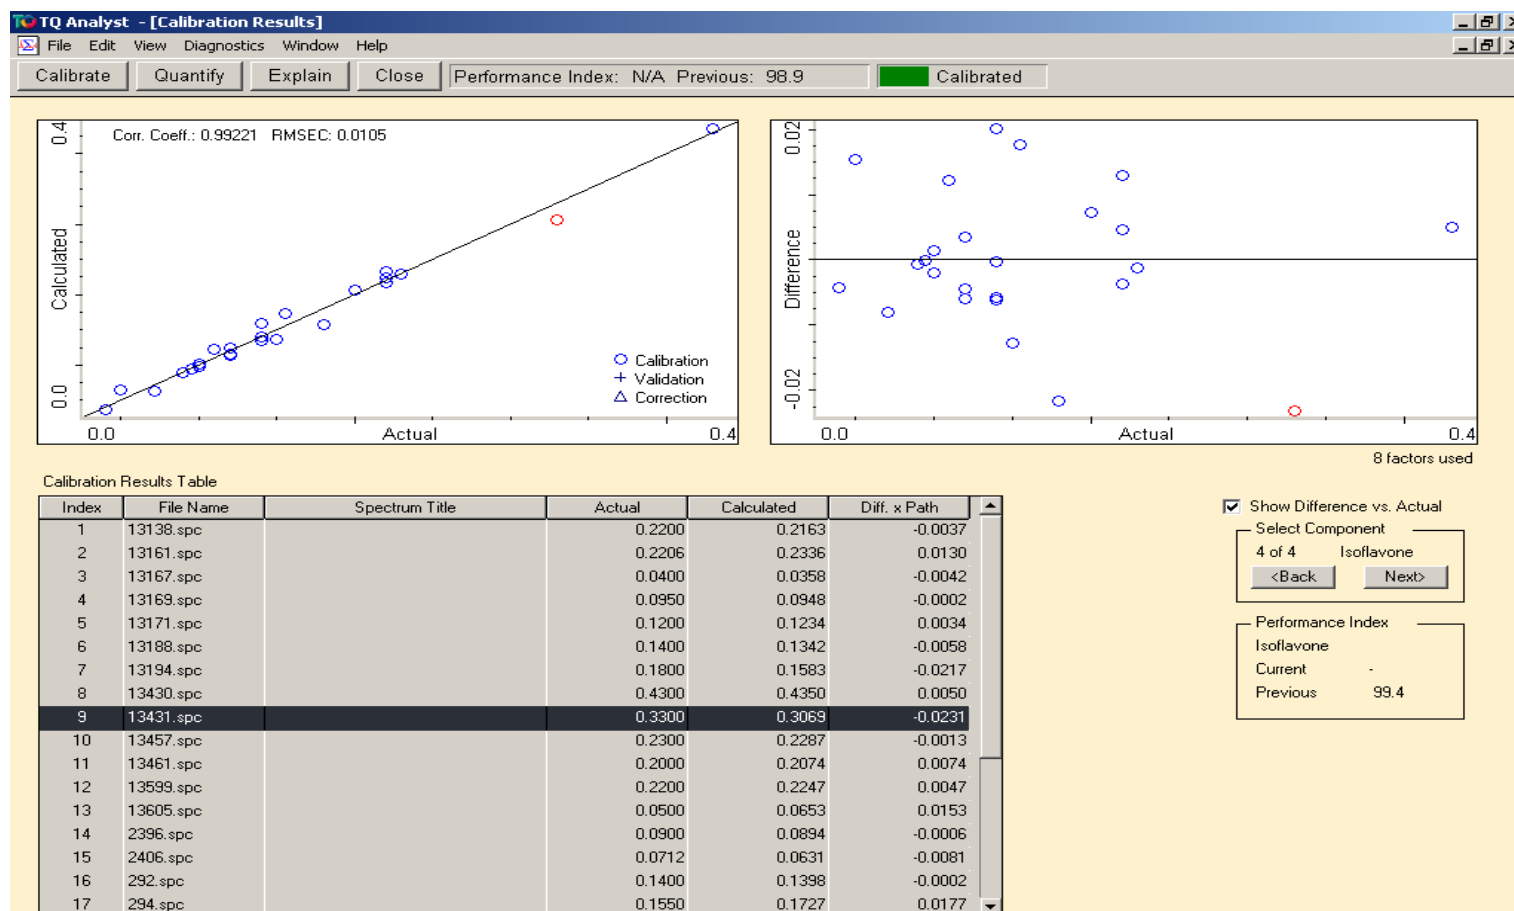 TQ Analyst - [Calibration Results]
File Edit View Diagnostics Window Help
Calibrate Quantify Explain Close Performance Index: N/A Previous: 98.9 Calibrated
0.4
Corr. Coeff.: 0.99221 RMSEC: 0.0105
Calculated
0.0
Calibration
Validation
Correction
0.0 Actual 0.4
0.02
Difference
-0.02
0.0 Actual 0.4
8 factors used
Calibration Results Table
Index File Name Spectrum Title Actual Calculated Diff. x Path
1 13138.spc 0.2200 0.2163 -0.0037
2 13161.spc 0.2206 0.2336 0.0130
3 13167.spc 0.0400 0.0358 -0.0042
4 13169.spc 0.0950 0.0948 -0.0002
5 13171.spc 0.1200 0.1234 0.0034
6 13188.spc 0.1400 0.1342 -0.0058
7 13194.spc 0.1800 0.1583 -0.0217
8 13430.spc 0.4300 0.4350 0.0050
9 13431.spc 0.3300 0.3069 -0.0231
10 13457.spc 0.2300 0.2287 -0.0013
11 13461.spc 0.2000 0.2074 0.0074
12 13599.spc 0.2200 0.2247 0.0047
13 13605.spc 0.0500 0.0653 0.0153
14 2396.spc 0.0900 0.0894 -0.0006
15 2406.spc 0.0712 0.0631 -0.0081
16 292.spc 0.1400 0.1398 -0.0002
17 294.spc 0.1550 0.1727 0.0177
Show Difference vs. Actual
Select Component
4 of 4 Isoflavone
<Back Next>
Performance Index
Isoflavone
Current -
Previous 99.4